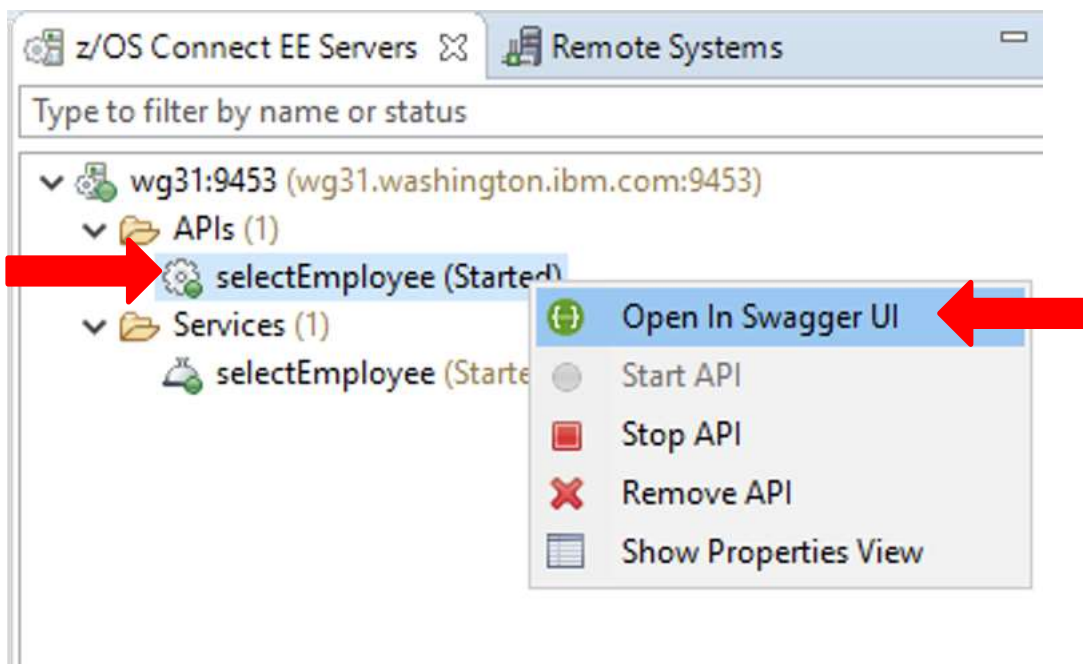 z/OS Connect EE Servers Remote Systems
Type to filter by name or status
wg31:9453 (wg31.washington.ibm.com:9453)
APIs (1)
selectEmployee (Started)
Services (1)
selectEmployee (Starte
Open In Swagger UI
Start API
Stop API
Remove API
Show Properties View